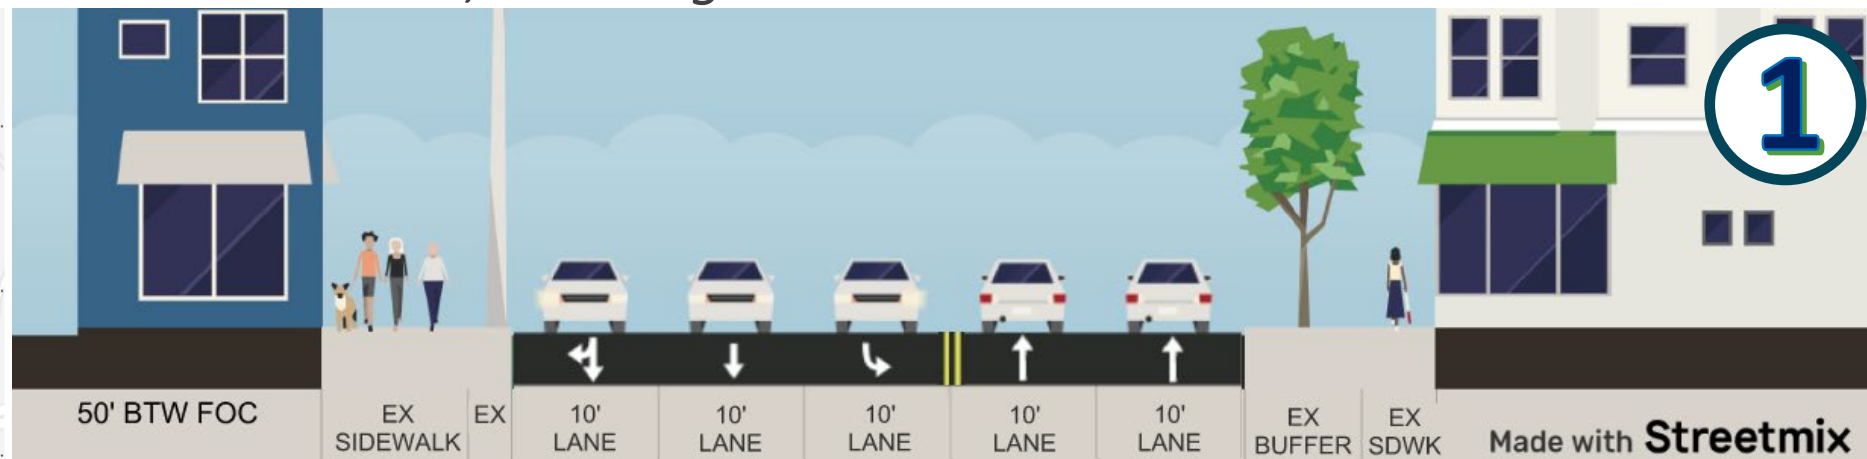 1
50' BTW FOC
EX
SIDEWALK
EX
10'
LANE
10'
LANE
10'
LANE
10'
LANE
10'
LANE
EX
BUFFER
EX
SDWK
Made with Streetmix